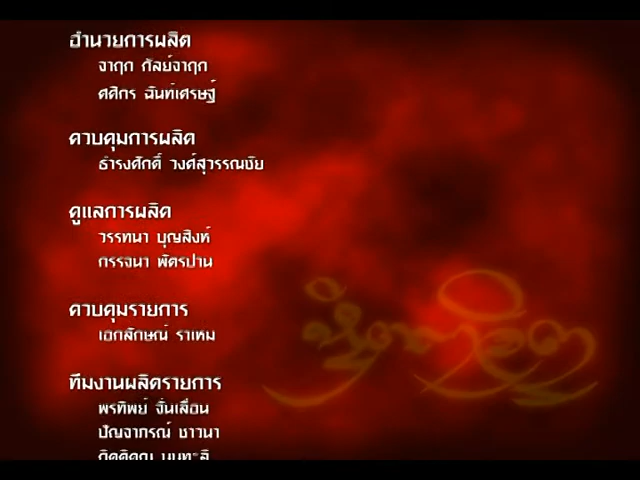 อำนวยการผลิต
จาฤก กัลย์จาฤก
ศศิกร ฉันท์เศรษฐ์
ควบคุมการผลิต
ธำรงศักดิ์ วงศ์สุวรรณชัย
ดูแลการผลิต
วรรทนา บุญสิงห์
กรรจนา พัตรปาน
ควบคุมรายการ
เอกลักษณ์ ราเหม
ทีมงานผลิตรายการ
พรทิพย์ จั่นเลื่อน
ปัญจาภรณ์ ชาวนา